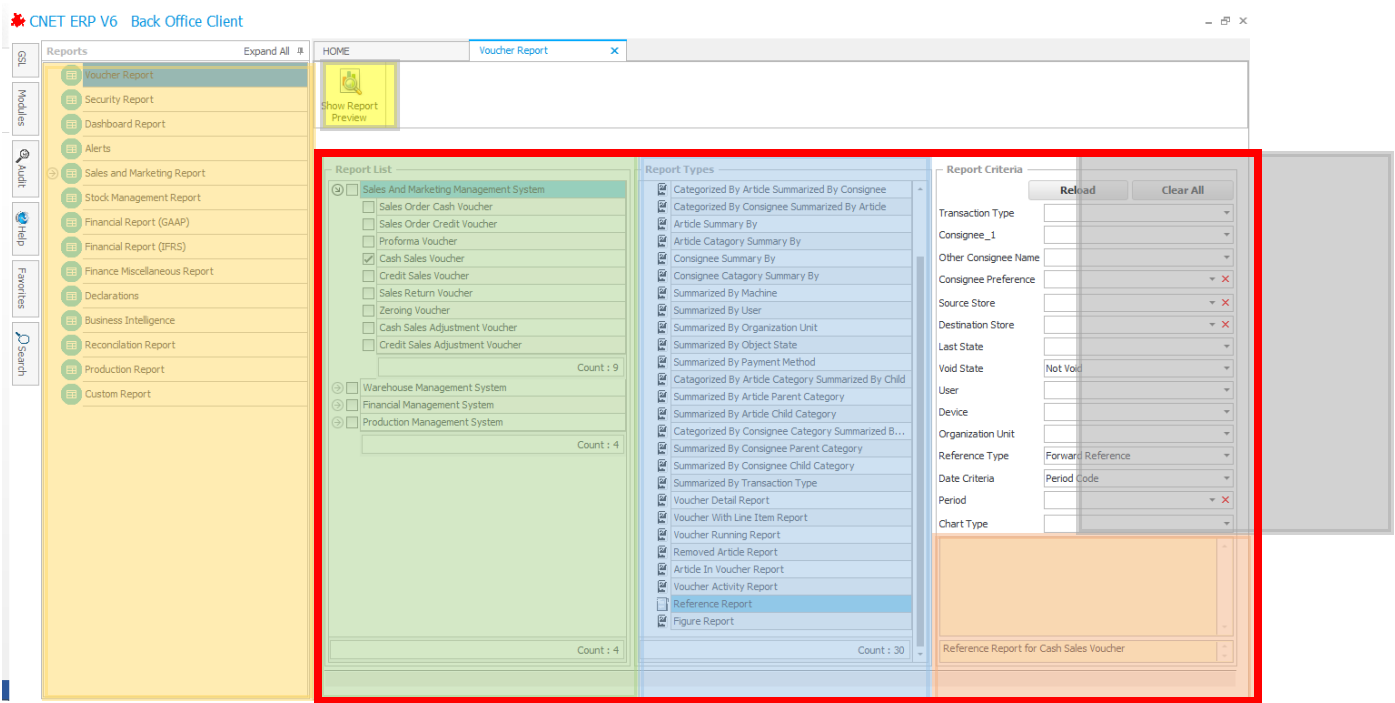 CNET ERP V6 Back Office Client
GSL
Modules
Audit
Help
Favorites
Search
Reports Expand All
Voucher Report
Security Report
Dashboard Report
Alerts
Sales and Marketing Report
Stock Management Report
Financial Report (GAAP)
Financial Report (IFRS)
Finance Miscellaneous Report
Declarations
Business Intelligence
Reconcilation Report
Production Report
Custom Report
HOME Voucher Report
Show Report
Preview
Report List
Sales And Marketing Management System
Sales Order Cash Voucher
Sales Order Credit Voucher
Proforma Voucher
Cash Sales Voucher
Credit Sales Voucher
Sales Return Voucher
Zeroing Voucher
Cash Sales Adjustment Voucher
Credit Sales Adjustment Voucher
Count : 9
Warehouse Management System
Financial Management System
Production Management System
Count : 4
Count : 4
Report Types
Categorized By Article Summarized By Consignee
Categorized By Consignee Summarized By Article
Article Summary By
Article Catagory Summary By
Consignee Summary By
Consignee Catagory Summary By
Summarized By Machine
Summarized By User
Summarized By Organization Unit
Summarized By Object State
Summarized By Payment Method
Catagorized By Article Category Summarized By Child
Summarized By Article Parent Category
Summarized By Article Child Category
Categorized By Consignee Category Summarized B...
Summarized By Consignee Parent Category
Summarized By Consignee Child Category
Summarized By Transaction Type
Voucher Detail Report
Voucher With Line Item Report
Voucher Running Report
Removed Article Report
Article In Voucher Report
Voucher Activity Report
Reference Report
Figure Report
Count : 30
Report Criteria
Reload Clear All
Transaction Type
Consignee_1
Other Consignee Name
Consignee Preference
Source Store
Destination Store
Last State
Void State Not Void
User
Device
Organization Unit
Reference Type Forward Reference
Date Criteria Period Code
Period
Chart Type
Reference Report for Cash Sales Voucher